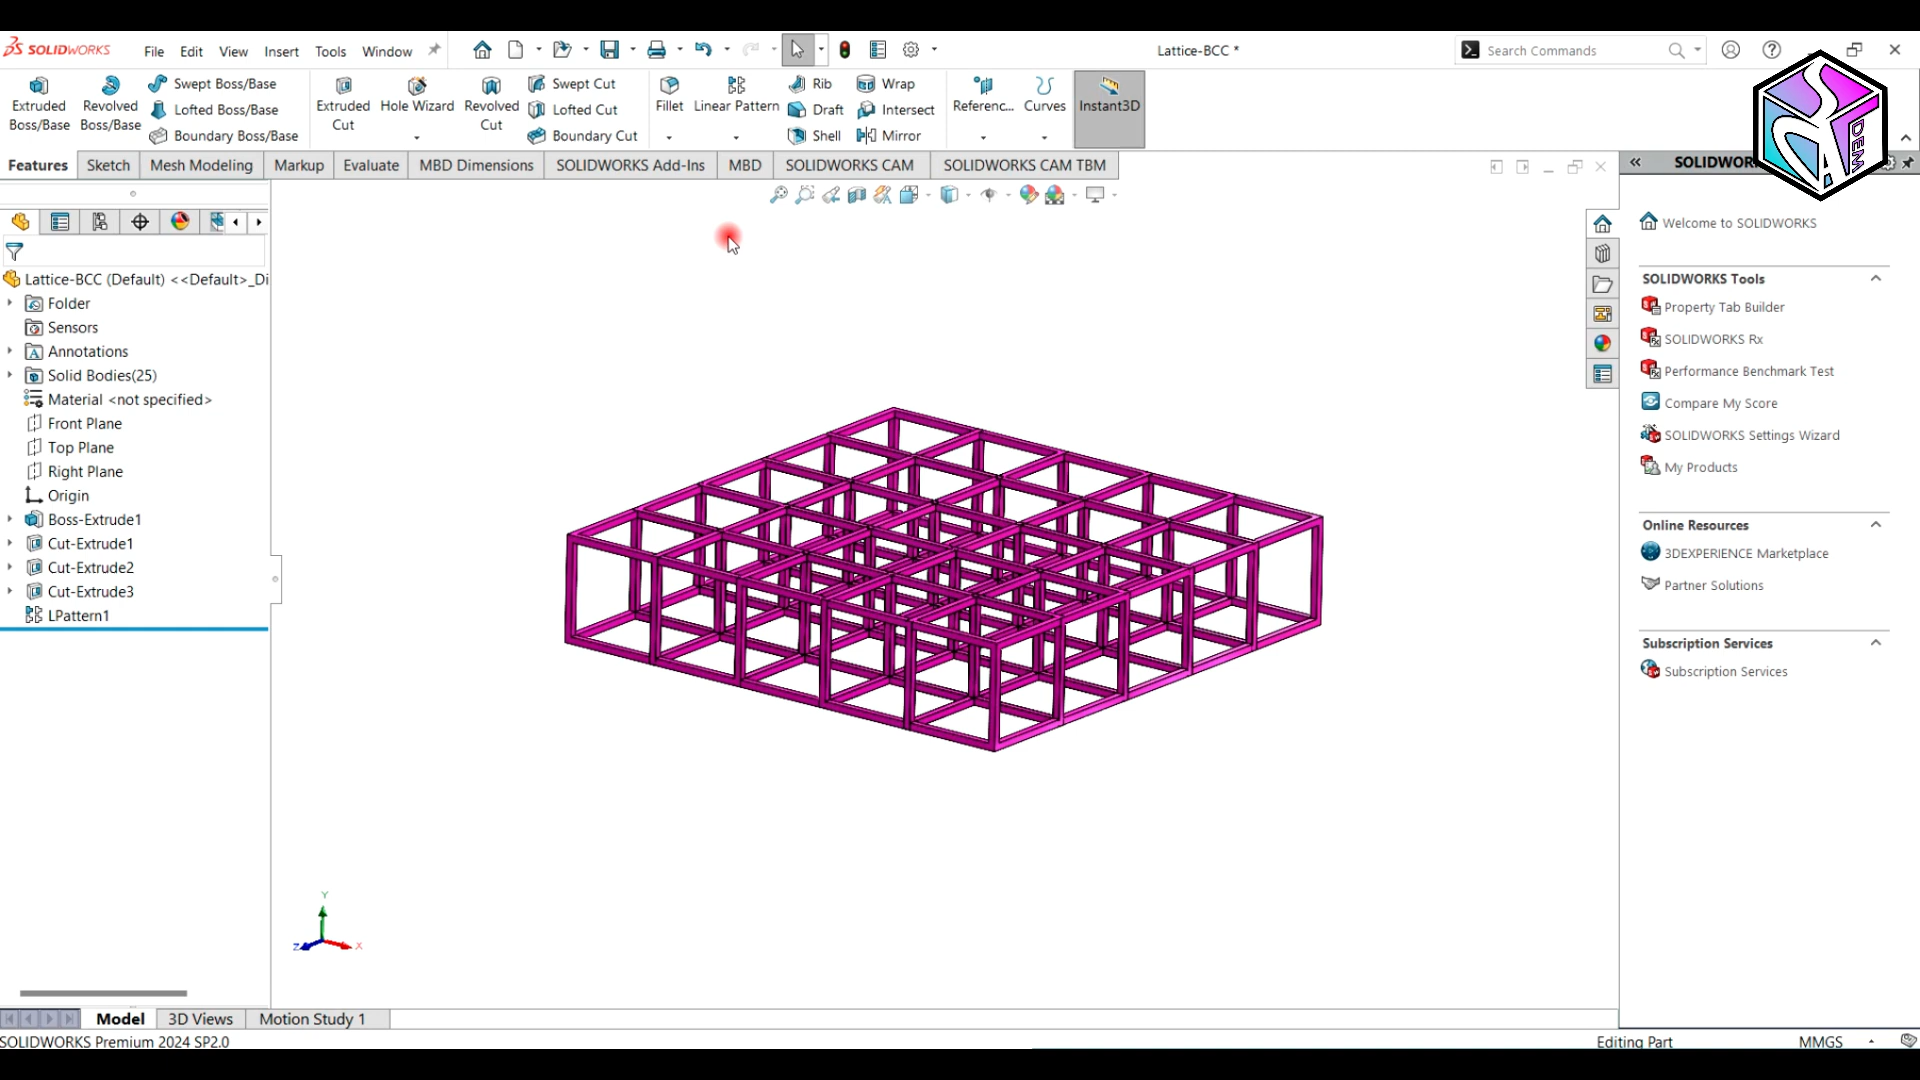 SOLIDWORKS File Edit View Insert Tools Window Lattice-BCC * Search Commands
Extruded Boss/Base
Revolved Boss/Base
Swept Boss/Base
Lofted Boss/Base
Boundary Boss/Base
Extruded Cut
Hole Wizard
Revolved Cut
Swept Cut
Lofted Cut
Boundary Cut
Fillet
Linear Pattern
Rib
Draft
Shell
Wrap
Intersect
Mirror
Referenc...
Curves
Instant3D
DEM
Features Sketch Mesh Modeling Markup Evaluate MBD Dimensions SOLIDWORKS Add-Ins MBD SOLIDWORKS CAM SOLIDWORKS CAM TBM
Lattice-BCC (Default) <<Default>_Di
Folder
Sensors
Annotations
Solid Bodies(25)
Material <not specified>
Front Plane
Top Plane
Right Plane
Origin
Boss-Extrude1
Cut-Extrude1
Cut-Extrude2
Cut-Extrude3
LPattern1
Y
Z
X
Welcome to SOLIDWORKS
SOLIDWORKS Tools
Property Tab Builder
SOLIDWORKS Rx
Performance Benchmark Test
Compare My Score
SOLIDWORKS Settings Wizard
My Products
Online Resources
3DEXPERIENCE Marketplace
Partner Solutions
Subscription Services
Subscription Services
Model 3D Views Motion Study 1
SOLIDWORKS Premium 2024 SP2.0 Editing Part MMGS